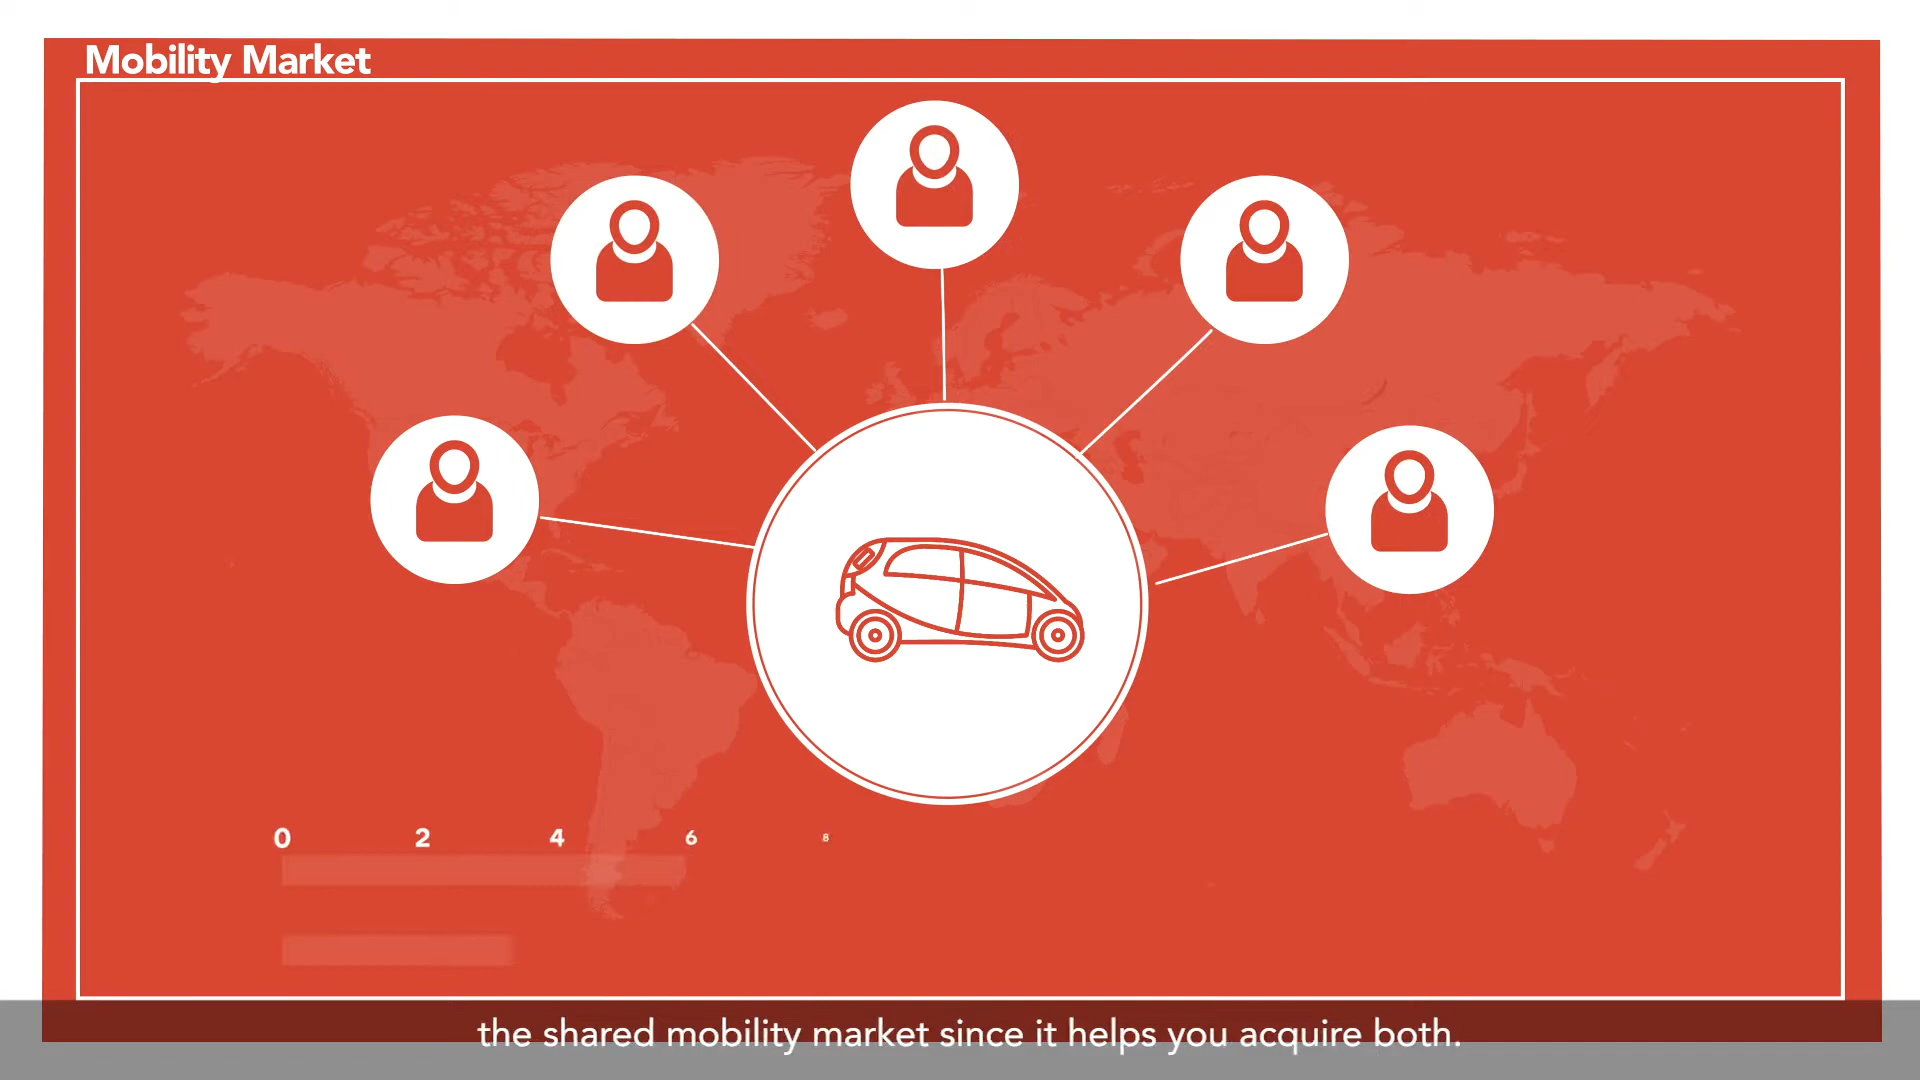 Mobility Market
0 2 4 6 8
the shared mobility market since it helps you acquire both.